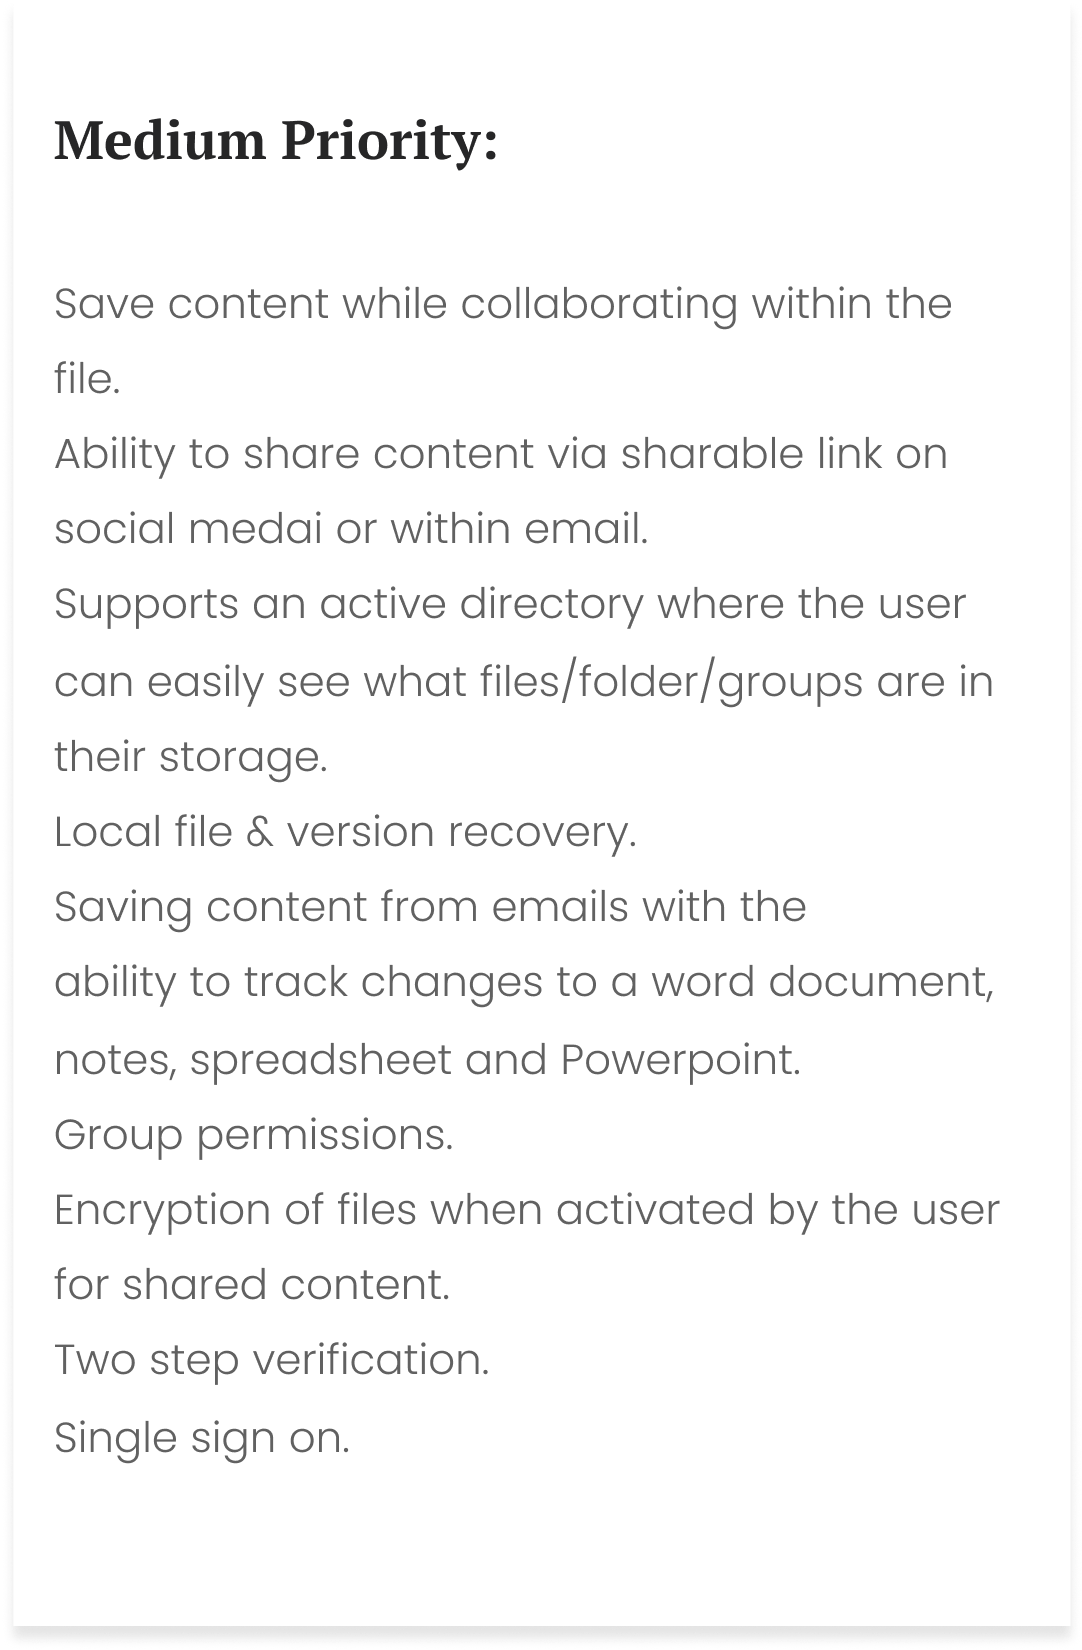 Medium Priority:
Save content while collaborating within the
file.
Ability to share content via sharable link on
social medai or within email.
Supports an active directory where the user
can easily see what files/folder/groups are in
their storage.
Local file & version recovery.
Saving content from emails with the
ability to track changes to a word document,
notes, spreadsheet and Powerpoint.
Group permissions.
Encryption of files when activated by the user
for shared content.
Two step verification.
Single sign on.